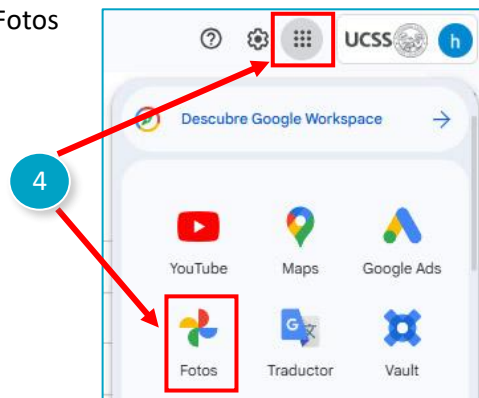 Fotos
UCSS h
Descubre Google Workspace
4
YouTube Maps Google Ads
Fotos Traductor Vault